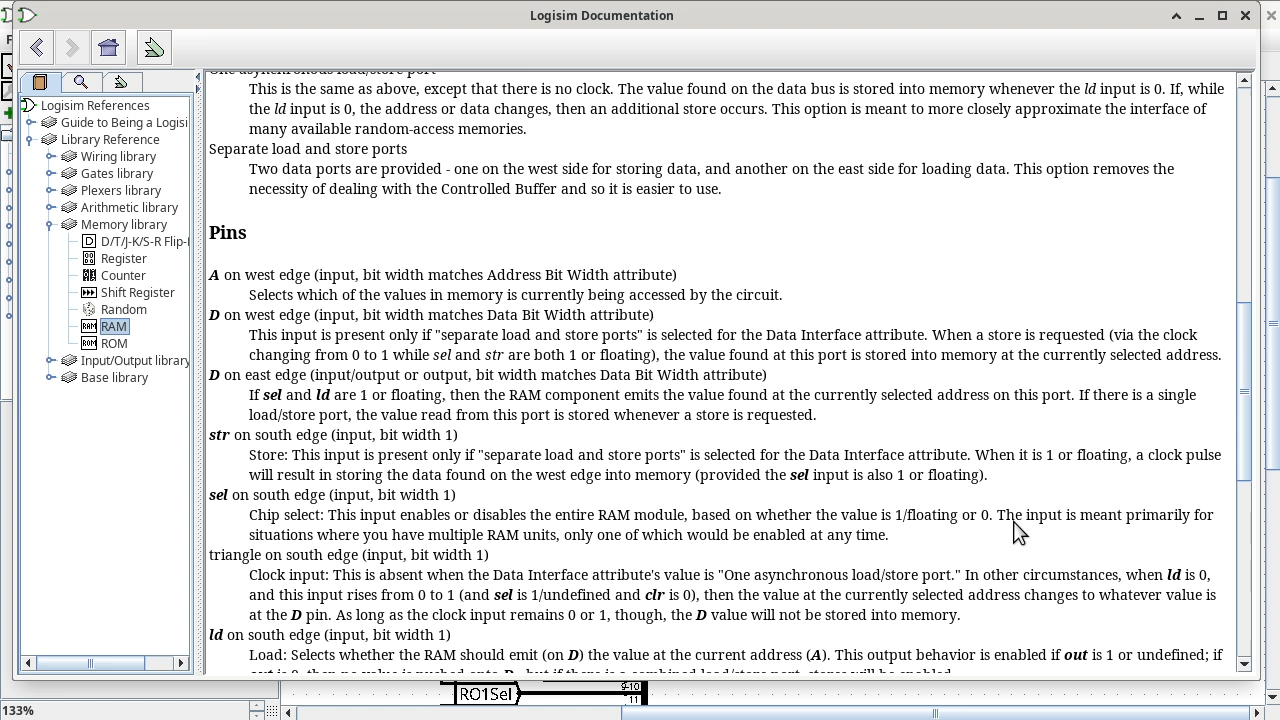 Logisim Documentation
Logisim References
Guide to Being a Logisi
Library Reference
Wiring library
Gates library
Plexers library
Arithmetic library
Memory library
D/T/J-K/S-R Flip-
Register
Counter
Shift Register
Random
RAM
ROM
Input/Output library
Base library
One asynchronous load/store port
This is the same as above, except that there is no clock. The value found on the data bus is stored into memory whenever the ld input is 0. If, while
the ld input is 0, the address or data changes, then an additional store occurs. This option is meant to more closely approximate the interface of
many available random-access memories.
Separate load and store ports
Two data ports are provided - one on the west side for storing data, and another on the east side for loading data. This option removes the
necessity of dealing with the Controlled Buffer and so it is easier to use.
Pins
A on west edge (input, bit width matches Address Bit Width attribute)
Selects which of the values in memory is currently being accessed by the circuit.
D on west edge (input, bit width matches Data Bit Width attribute)
This input is present only if "separate load and store ports" is selected for the Data Interface attribute. When a store is requested (via the clock
changing from 0 to 1 while sel and str are both 1 or floating), the value found at this port is stored into memory at the currently selected address.
D on east edge (input/output or output, bit width matches Data Bit Width attribute)
If sel and ld are 1 or floating, then the RAM component emits the value found at the currently selected address on this port. If there is a single
load/store port, the value read from this port is stored whenever a store is requested.
str on south edge (input, bit width 1)
Store: This input is present only if "separate load and store ports" is selected for the Data Interface attribute. When it is 1 or floating, a clock pulse
will result in storing the data found on the west edge into memory (provided the sel input is also 1 or floating).
sel on south edge (input, bit width 1)
Chip select: This input enables or disables the entire RAM module, based on whether the value is 1/floating or 0. The input is meant primarily for
situations where you have multiple RAM units, only one of which would be enabled at any time.
triangle on south edge (input, bit width 1)
Clock input: This is absent when the Data Interface attribute's value is "One asynchronous load/store port." In other circumstances, when ld is 0,
and this input rises from 0 to 1 (and sel is 1/undefined and clr is 0), then the value at the currently selected address changes to whatever value is
at the D pin. As long as the clock input remains 0 or 1, though, the D value will not be stored into memory.
ld on south edge (input, bit width 1)
Load: Selects whether the RAM should emit (on D) the value at the current address (A). This output behavior is enabled if out is 1 or undefined; if
RO1Sel
9-10
11
133%